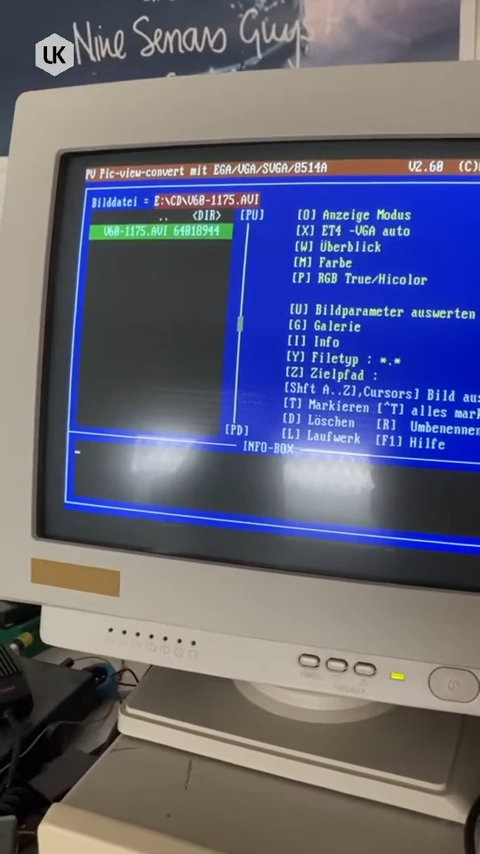 UK
Nine Senars Guys
PV Pic-view-convert mit EGA/VGA/SVGA/8514A V2.60 (C)
Bilddatei = E:\CD\V60-1175.AVI
.. <DIR> [PU] [O] Anzeige Modus
V60-1175.AVI 64018944 [X] ET4 -VGA auto
[W] Überblick
[M] Farbe
[P] RGB True/Hicolor
[U] Bildparameter auswerten
[G] Galerie
[I] Info
[Y] Filetyp : *.*
[Z] Zielpfad :
[Shft A..Z],Cursors] Bild aus
[T] Markieren [^T] alles mark
[PD] [D] Löschen [R] Umbenennen
[L] Laufwerk [F1] Hilfe
INFO-BOX